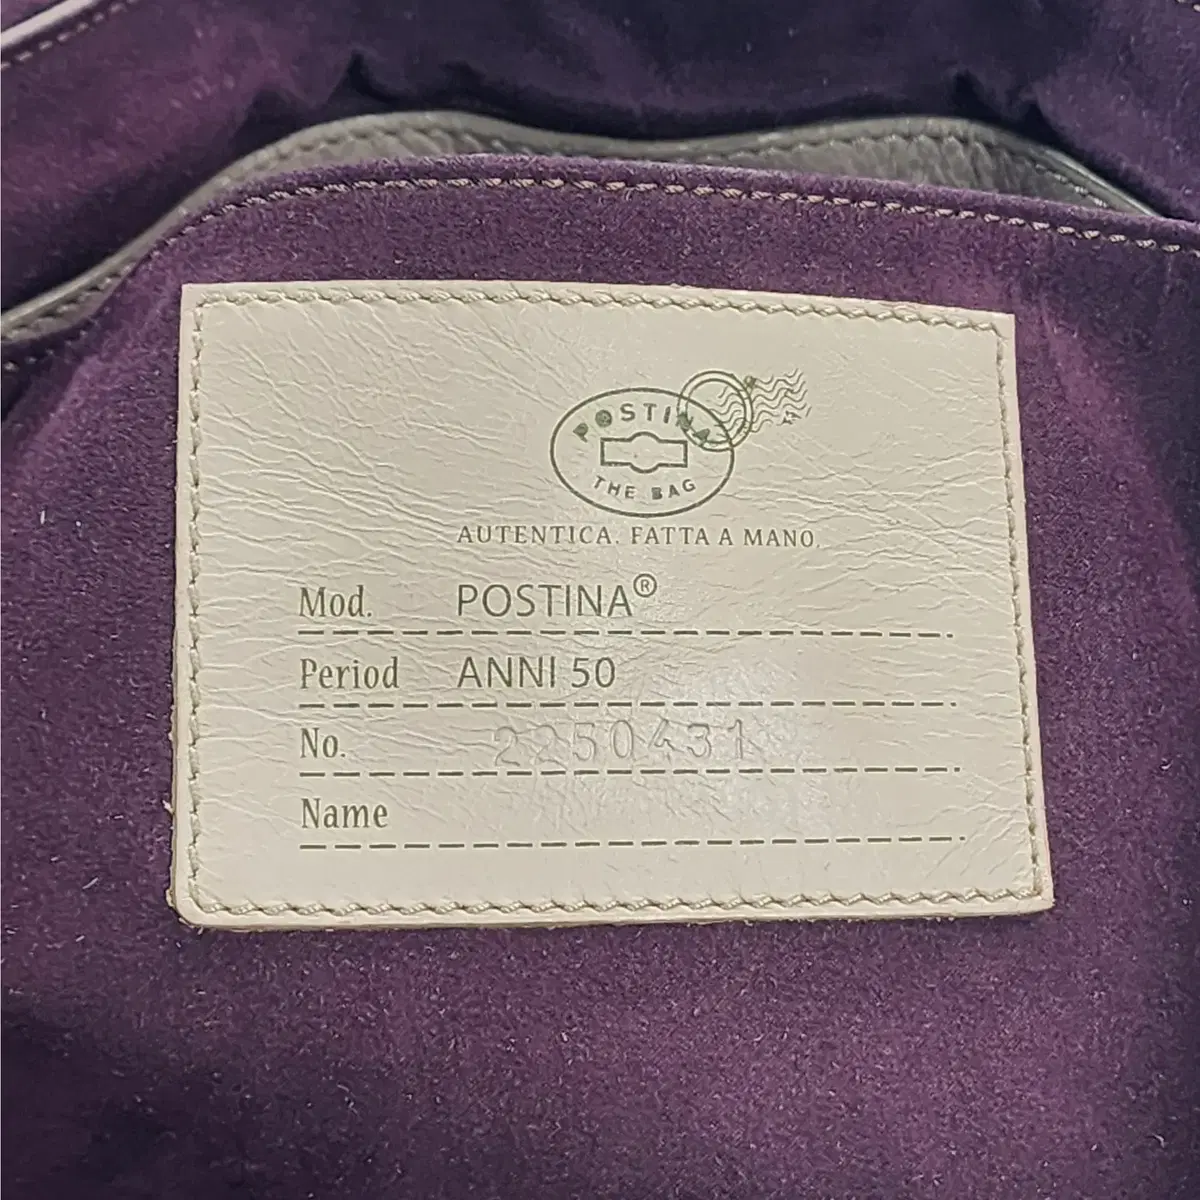 POSTINA
THE BAG
AUTENTICA. FATTA A MANO.
Mod. POSTINA®
Period ANNI 50
No. 2250431
Name